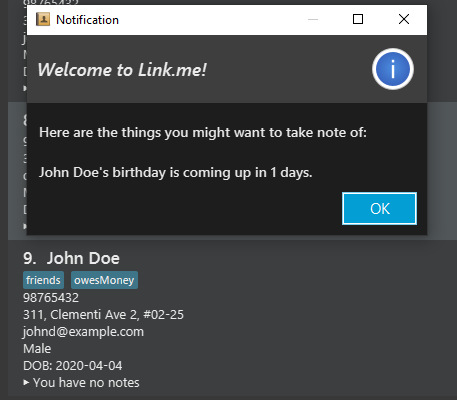 98765432
Notification
Welcome to Link.me!
Here are the things you might want to take note of:
John Doe's birthday is coming up in 1 days.
OK
9. John Doe
friends owesMoney
98765432
311, Clementi Ave 2, #02-25
johnd@example.com
Male
DOB: 2020-04-04
▸ You have no notes